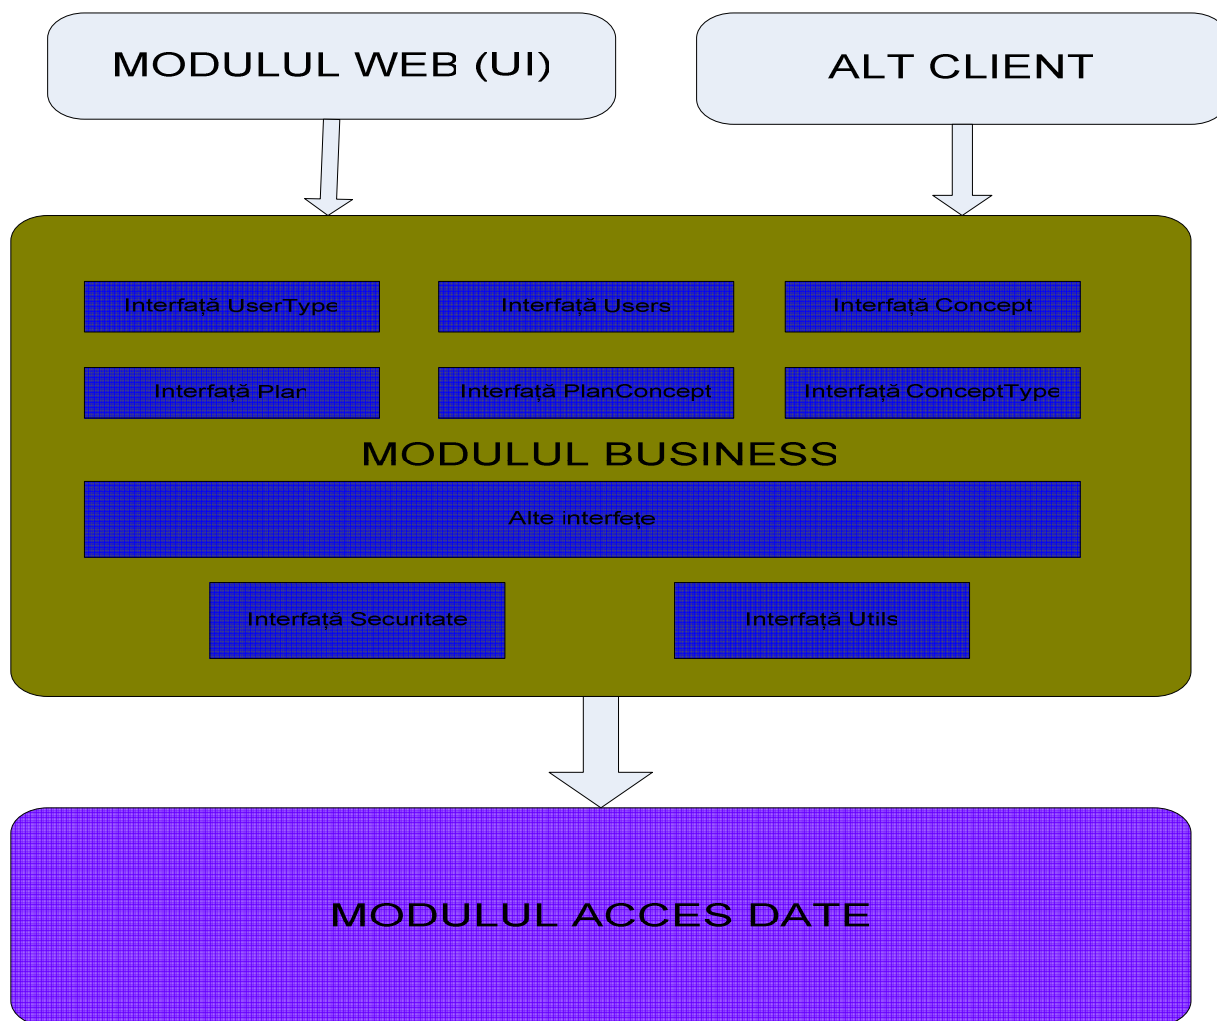 MODULUL WEB (UI)
ALT CLIENT
Interfață UserType
Interfață Users
Interfață Concept
Interfață Plan
Interfață PlanConcept
Interfață ConceptType
MODULUL BUSINESS
Alte interfețe
Interfață Securitate
Interfață Utils
MODULUL ACCES DATE